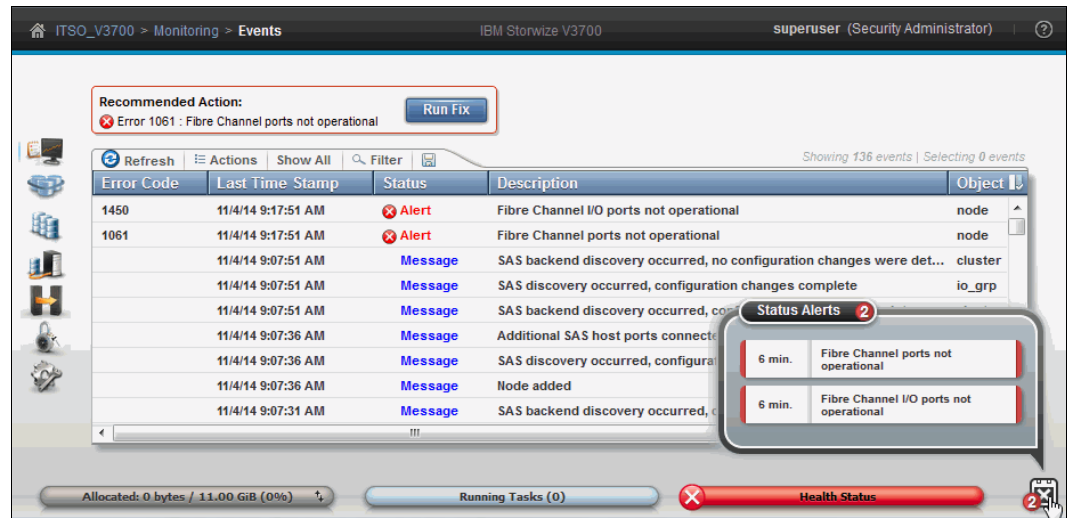 ITSO_V3700 > Monitoring > Events
IBM Storwize V3700
superuser (Security Administrator)
?
Recommended Action:
Error 1061 : Fibre Channel ports not operational
Run Fix
Refresh Actions Show All Filter
Showing 136 events | Selecting 0 events
Error Code Last Time Stamp Status Description Object
1450 11/4/14 9:17:51 AM Alert Fibre Channel I/O ports not operational node
1061 11/4/14 9:17:51 AM Alert Fibre Channel ports not operational node
11/4/14 9:07:51 AM Message SAS backend discovery occurred, no configuration changes were det... cluster
11/4/14 9:07:51 AM Message SAS discovery occurred, configuration changes complete io_grp
11/4/14 9:07:51 AM Message SAS backend discovery occurred,
11/4/14 9:07:36 AM Message Additional SAS host ports
11/4/14 9:07:36 AM Message SAS discovery occurred,
11/4/14 9:07:36 AM Message Node added
11/4/14 9:07:31 AM Message SAS backend discovery occurred,
Status Alerts 2
6 min. Fibre Channel ports not
operational
6 min. Fibre Channel I/O ports not
operational
Allocated: 0 bytes / 11.00 GiB (0%)
Running Tasks (0)
Health Status
2